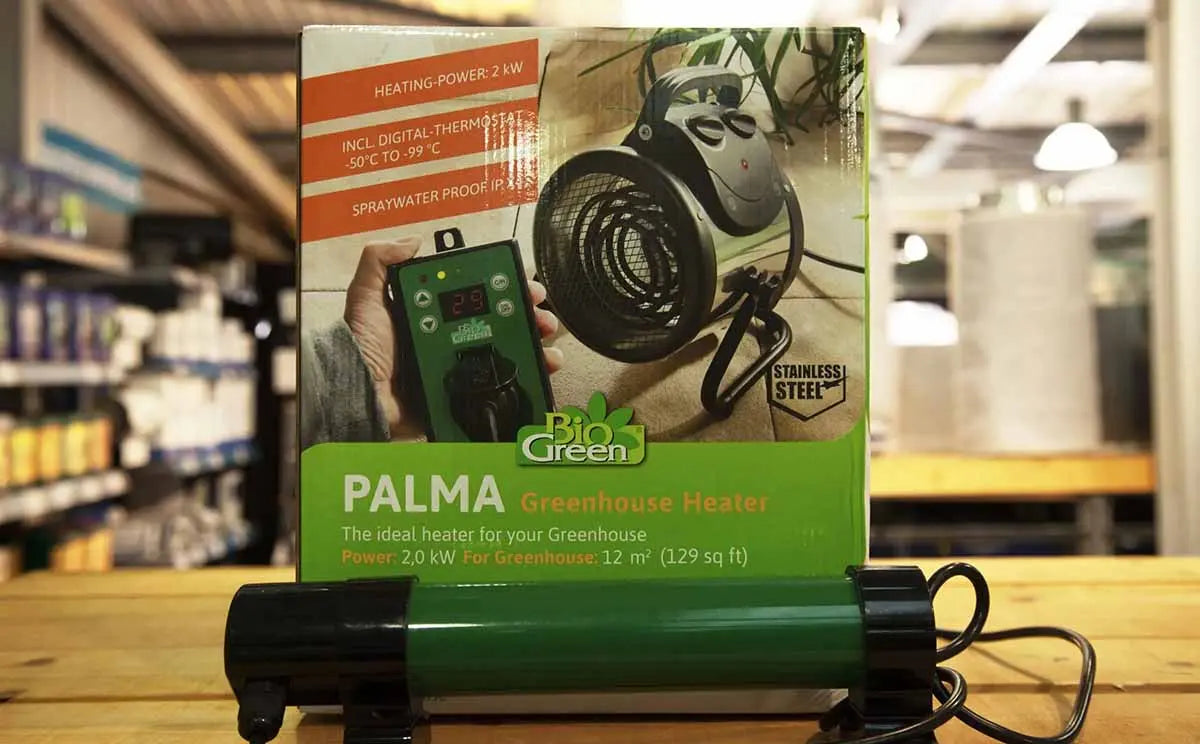 HEATING-POWER: 2 kW
INCL. DIGITAL-THERMOSTAT
-50°C TO -99 °C
SPRAYWATER PROOF IP
29
Bio
Green
STAINLESS
STEEL
Bio
Green
PALMA Greenhouse Heater
The ideal heater for your Greenhouse
Power: 2,0 kW For Greenhouse: 12 m² (129 sq ft)